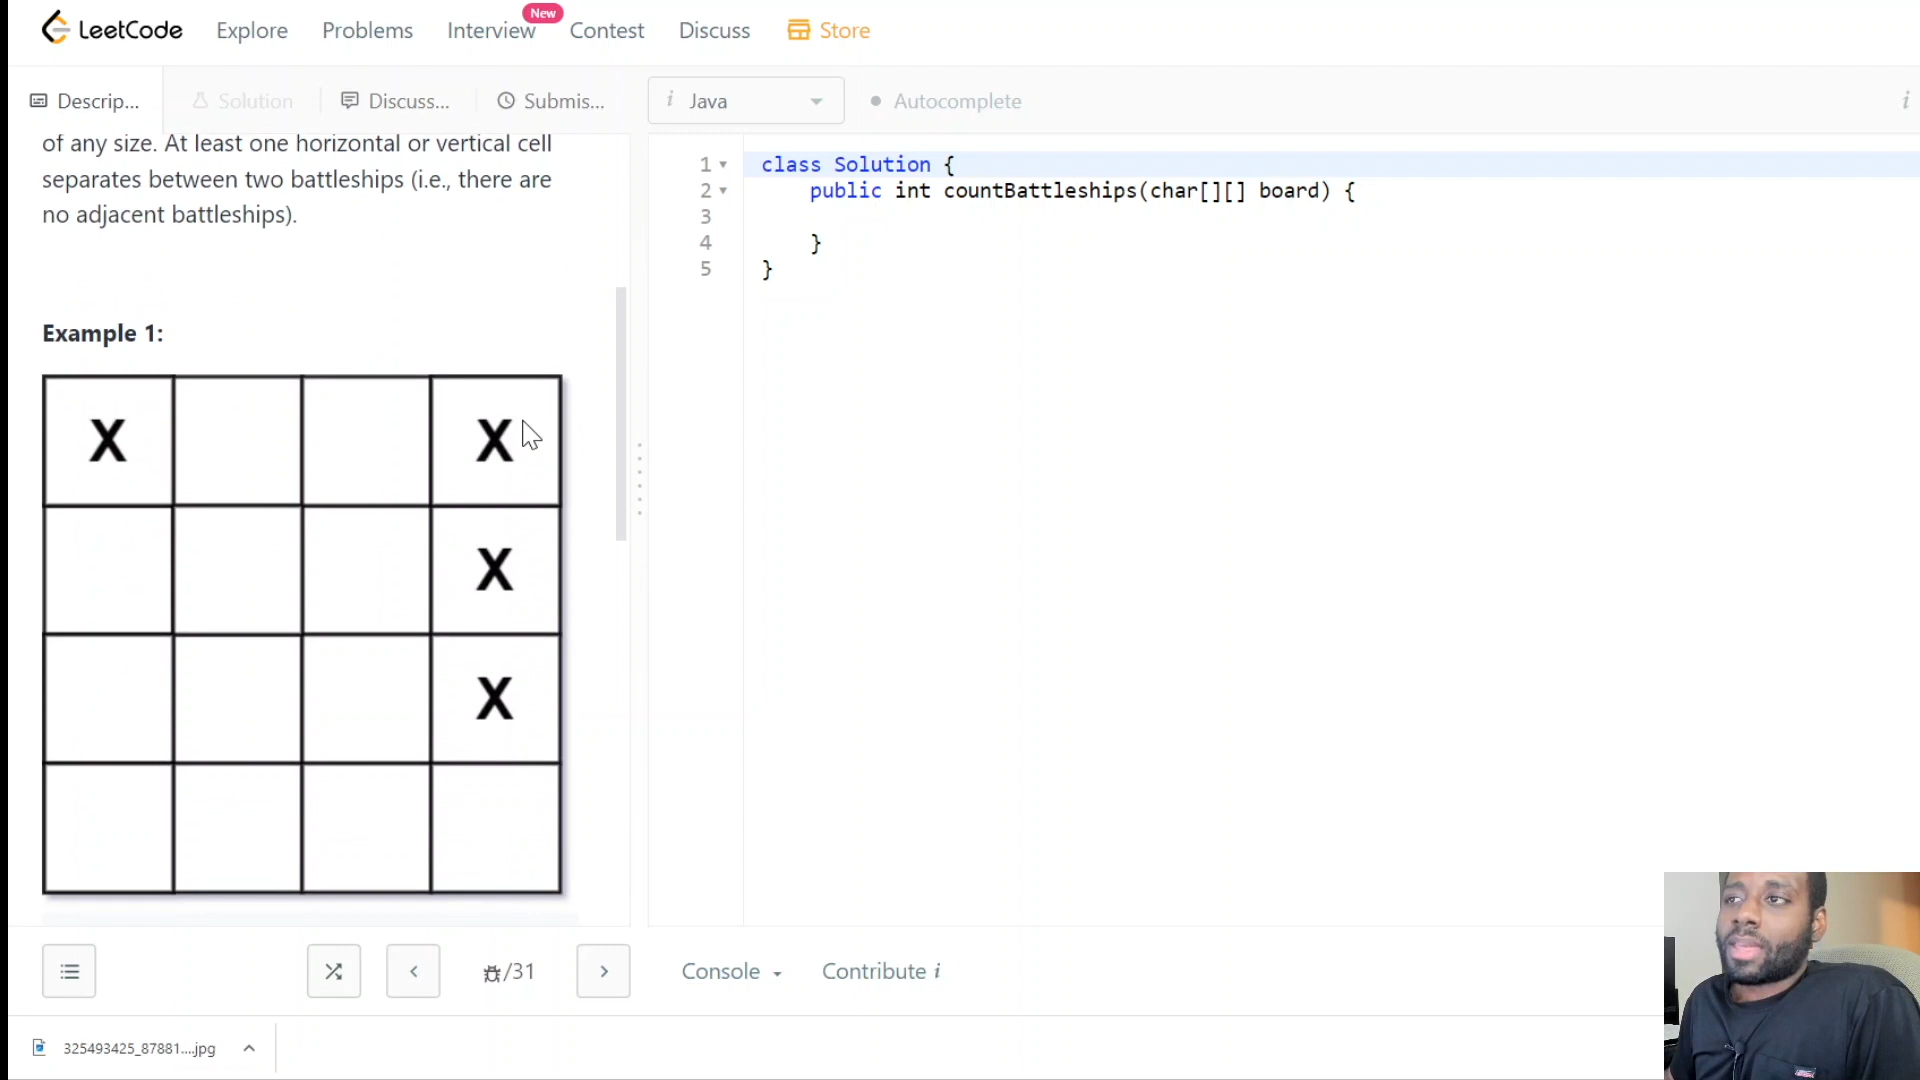 LeetCode Explore Problems Interview New Contest Discuss Store
Descrip... Solution Discuss... Submis... i Java Autocomplete i
of any size. At least one horizontal or vertical cell
separates between two battleships (i.e., there are
no adjacent battleships).
Example 1:
X X
X
X
1 class Solution {
2 public int countBattleships(char[][] board) {
3
4 }
5 }
/31 Console Contribute i
325493425_87881....jpg